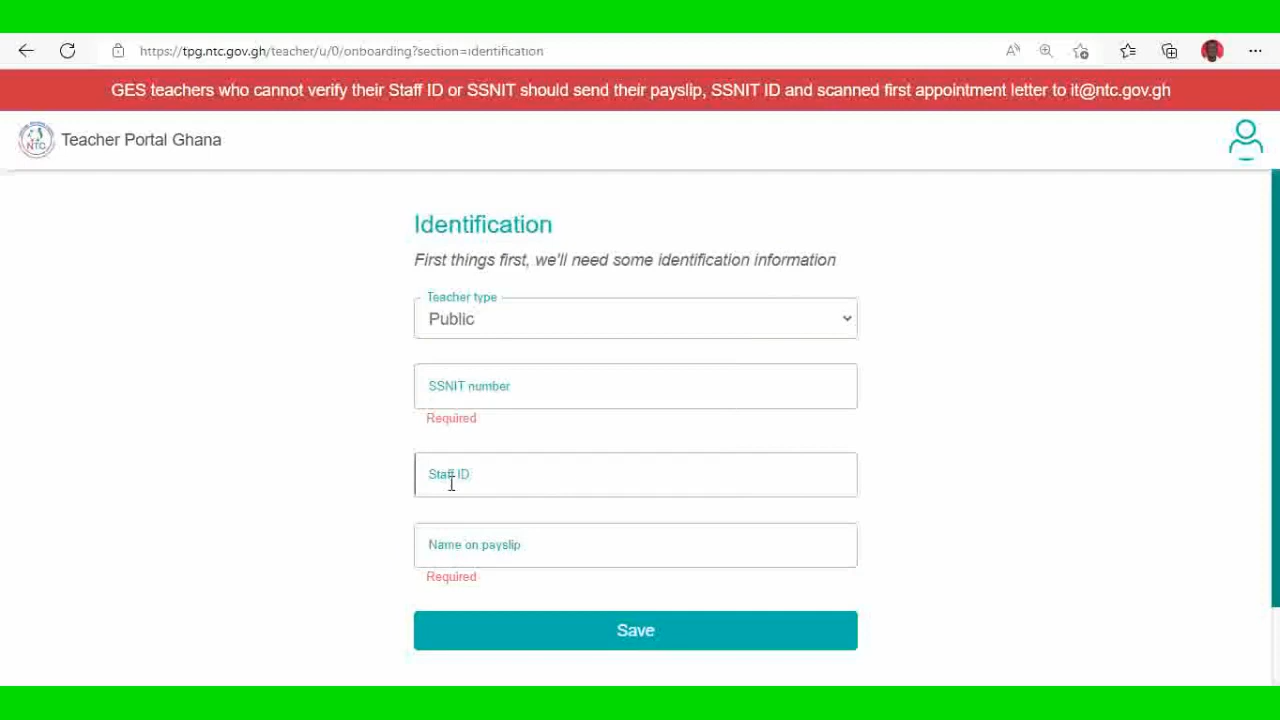 https://tpg.ntc.gov.gh/teacher/u/0/onboarding?section=identification
GES teachers who cannot verify their Staff ID or SSNIT should send their payslip, SSNIT ID and scanned first appointment letter to it@ntc.gov.gh
NTC
Teacher Portal Ghana
Identification
First things first, we'll need some identification information
Teacher type
Public
SSNIT number
Required
Staff ID
Name on payslip
Required
Save